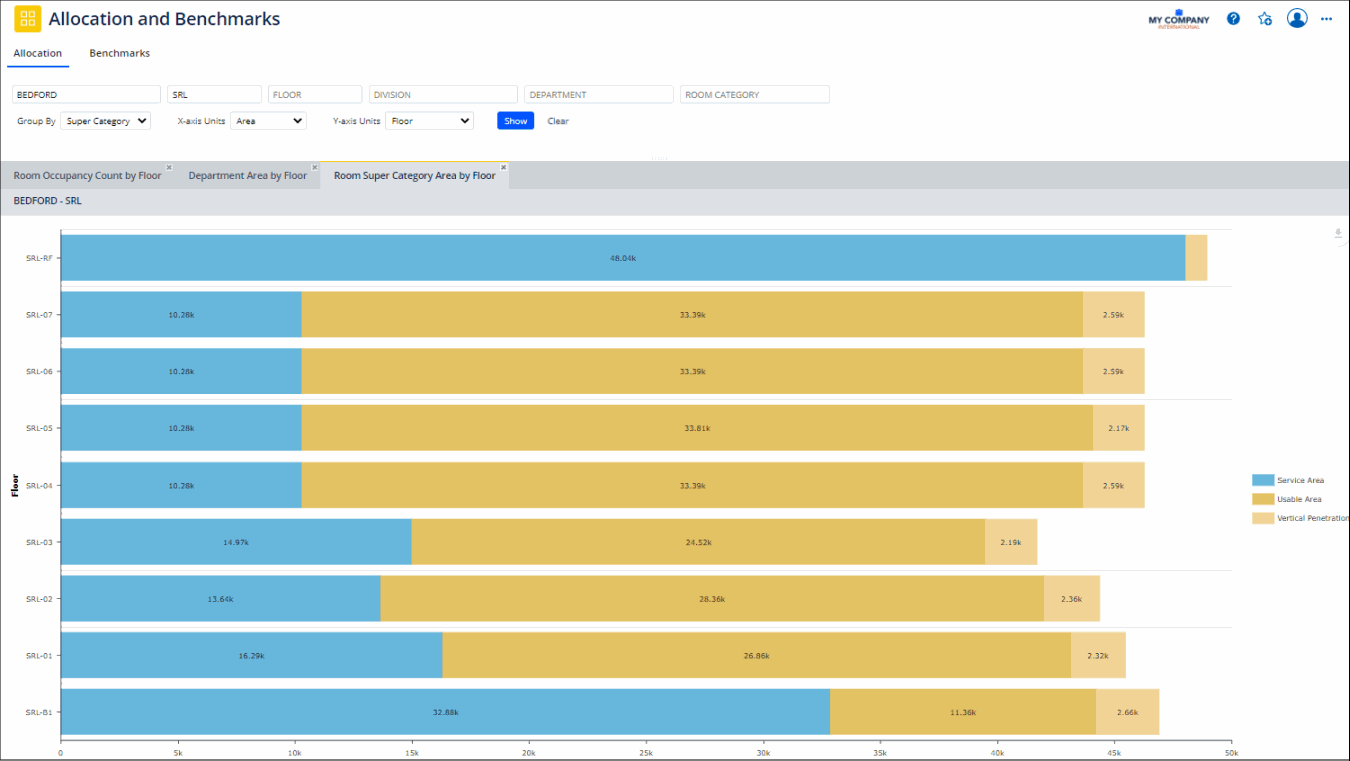 Allocation and Benchmarks
MY COMPANY
INTERNATIONAL
?
Allocation Benchmarks
BEDFORD SRL FLOOR DIVISION DEPARTMENT ROOM CATEGORY
Group By Super Category X-axis Units Area Y-axis Units Floor Show Clear
Room Occupancy Count by Floor Department Area by Floor Room Super Category Area by Floor
BEDFORD - SRL
SRL-RF 48.04k
SRL-07 10.28k 33.39k 2.59k
SRL-06 10.28k 33.39k 2.59k
SRL-05 10.28k 33.81k 2.17k
SRL-04 10.28k 33.39k 2.59k
SRL-03 14.97k 24.52k 2.19k
SRL-02 13.64k 28.36k 2.36k
SRL-01 16.29k 26.86k 2.32k
SRL-B1 32.88k 11.36k 2.66k
Floor
0 5k 10k 15k 20k 25k 30k 35k 40k 45k 50k
Service Area
Usable Area
Vertical Penetration